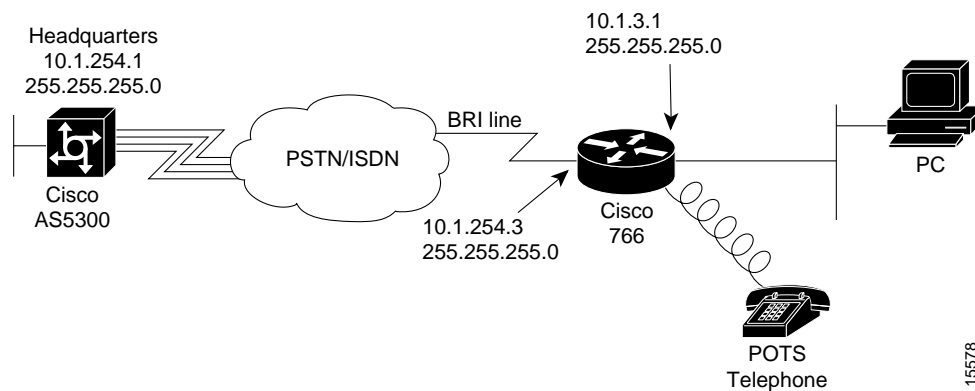 Headquarters
10.1.254.1
255.255.255.0
Cisco
AS5300
PSTN/ISDN
BRI line
10.1.3.1
255.255.255.0
10.1.254.3
255.255.255.0
Cisco
766
PC
POTS
Telephone
15578